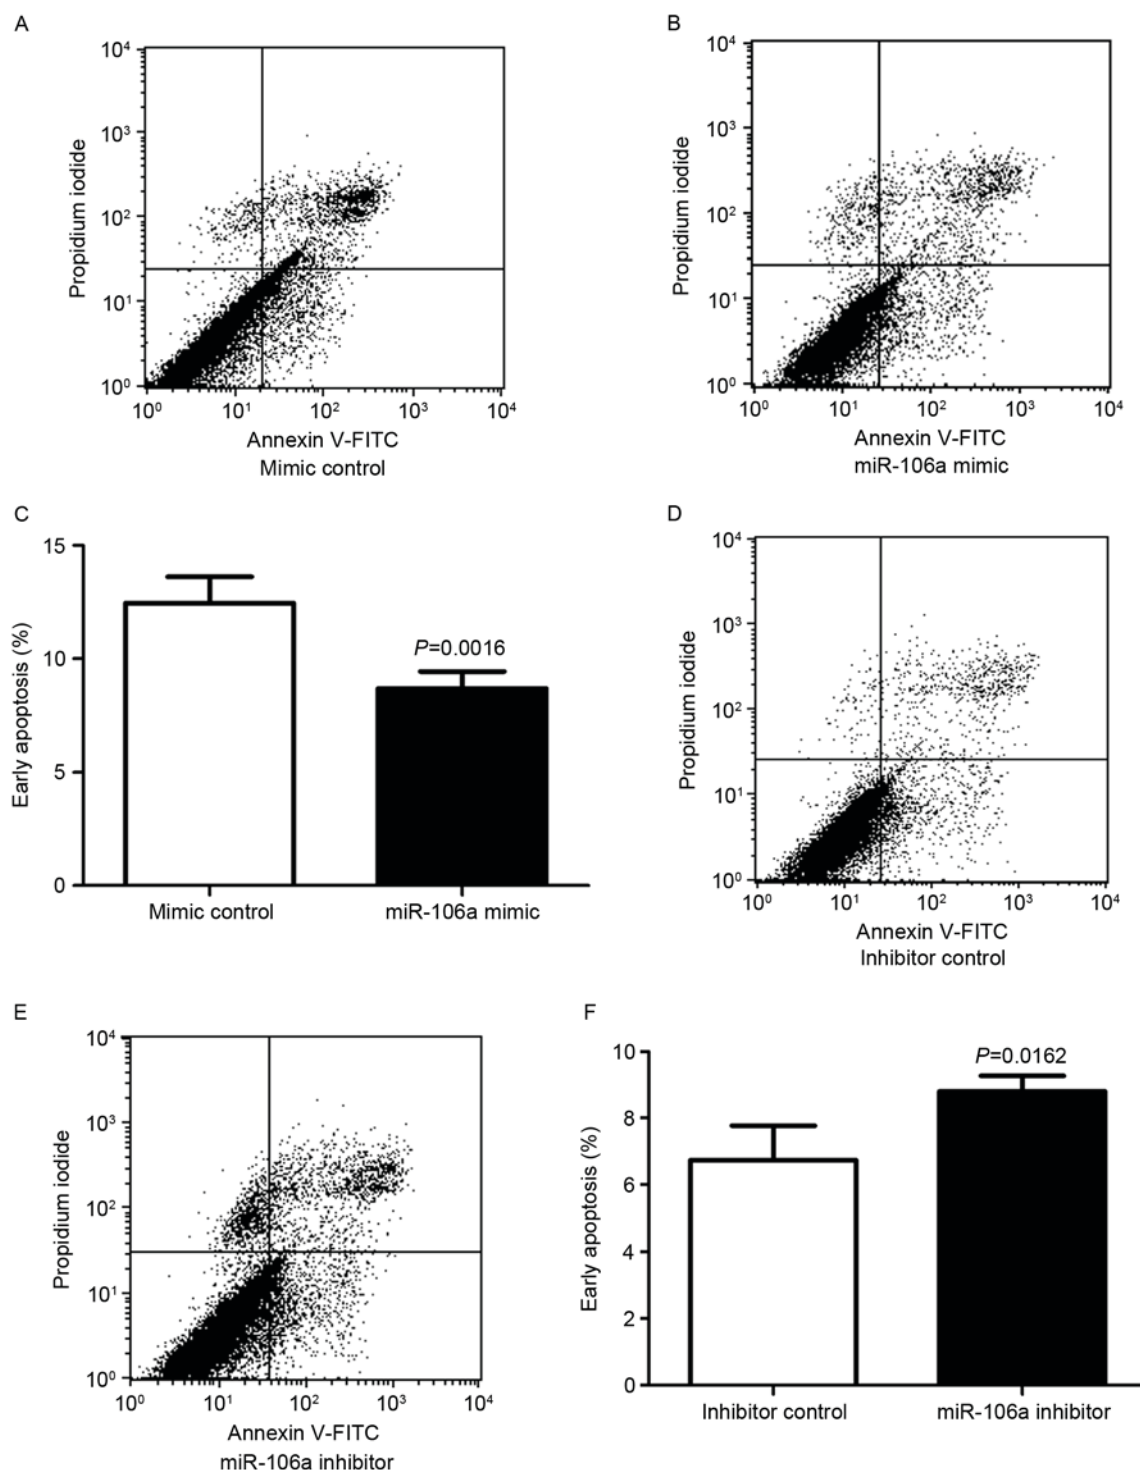 A
10⁴
10³
10²
10¹
10⁰
Propidium iodide
10⁰ 10¹ 10² 10³ 10⁴
Annexin V-FITC
Mimic control
B
10⁴
10³
10²
10¹
10⁰
Propidium iodide
10⁰ 10¹ 10² 10³ 10⁴
Annexin V-FITC
miR-106a mimic
C
15
10
5
0
Early apoptosis (%)
P=0.0016
Mimic control miR-106a mimic
D
10⁴
10³
10²
10¹
10⁰
Propidium iodide
10⁰ 10¹ 10² 10³ 10⁴
Annexin V-FITC
Inhibitor control
E
10⁴
10³
10²
10¹
10⁰
Propidium iodide
10⁰ 10¹ 10² 10³ 10⁴
Annexin V-FITC
miR-106a inhibitor
F
10
8
6
4
2
0
Early apoptosis (%)
P=0.0162
Inhibitor control miR-106a inhibitor